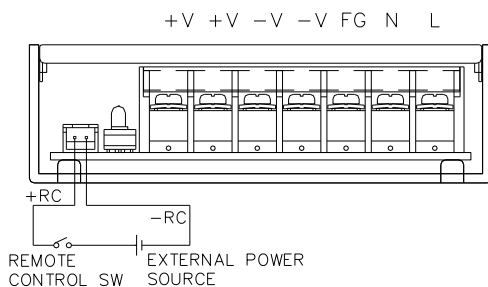 +V +V −V −V FG N L
+RC
−RC
REMOTE
CONTROL SW
EXTERNAL POWER
SOURCE